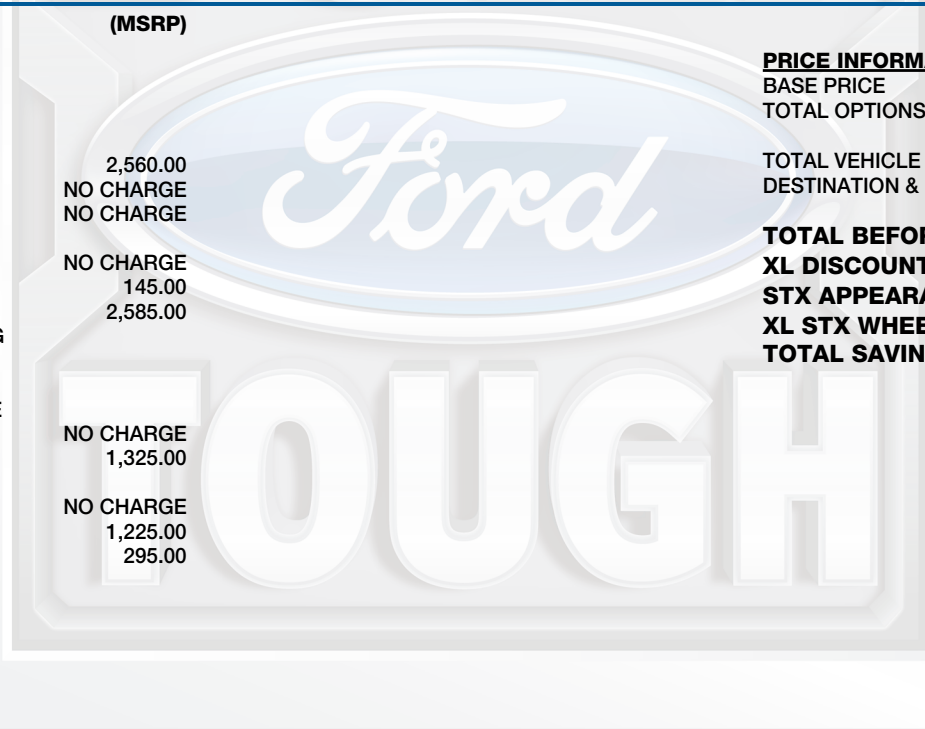 (MSRP)
2,560.00
NO CHARGE
NO CHARGE
NO CHARGE
145.00
2,585.00
NO CHARGE
1,325.00
NO CHARGE
1,225.00
295.00
PRICE INFORMA
BASE PRICE
TOTAL OPTIONS
TOTAL VEHICLE
DESTINATION &
TOTAL BEFOR
XL DISCOUNT
STX APPEARA
XL STX WHEE
TOTAL SAVIN
Ford
TOUGH